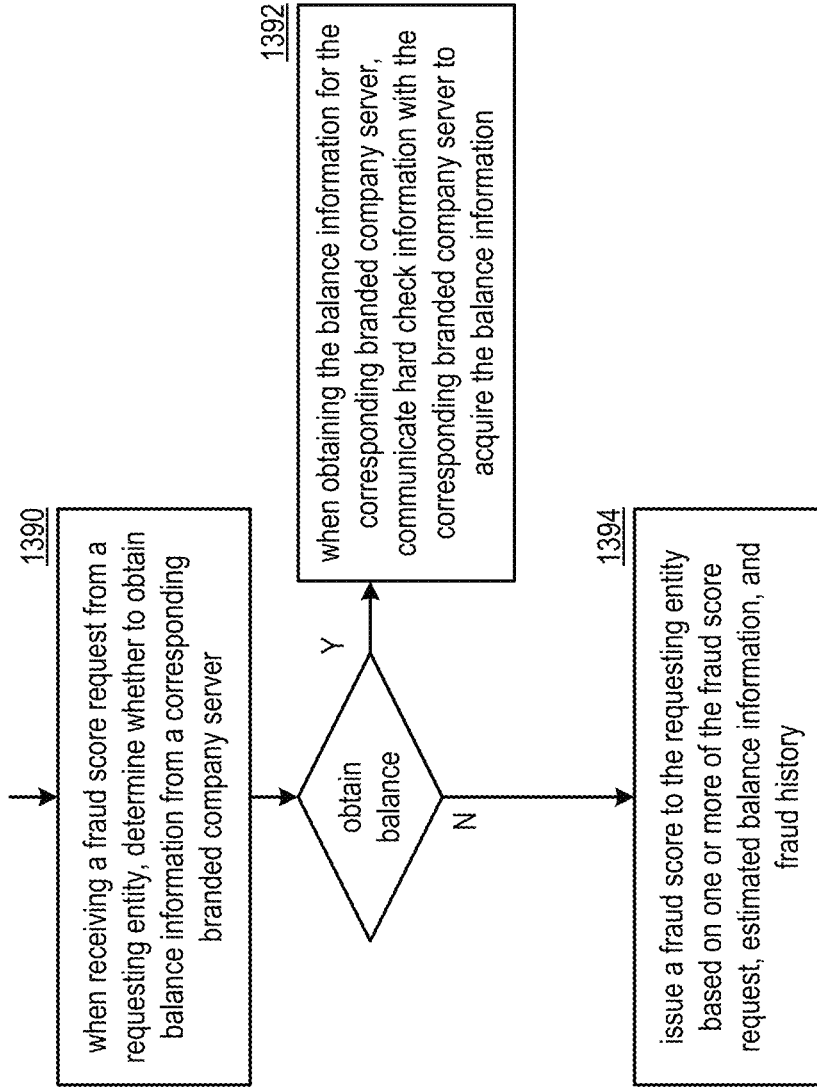 1390
when receiving a fraud score request from a
requesting entity, determine whether to obtain
balance information from a corresponding
branded company server
obtain
balance
Y
N
1392
when obtaining the balance information for the
corresponding branded company server,
communicate hard check information with the
corresponding branded company server to
acquire the balance information
1394
issue a fraud score to the requesting entity
based on one or more of the fraud score
request, estimated balance information, and
fraud history